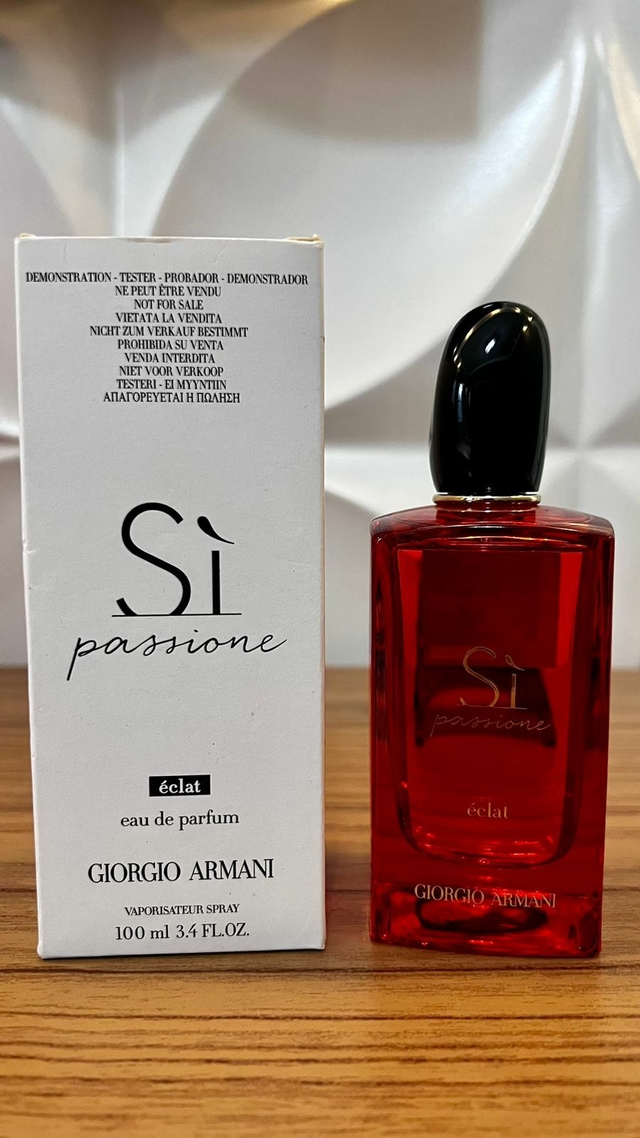 DEMONSTRATION - TESTER - PROBADOR - DEMONSTRADOR
NE PEUT ÊTRE VENDU
NOT FOR SALE
VIETATA LA VENDITA
NICHT ZUM VERKAUF BESTIMMT
PROHIBIDA SU VENTA
VENDA INTERDITA
NIET VOOR VERKOOP
TESTERI - EI MYYNTIIN
ΑΠΑΓΟΡΕΥΕΤΑΙ Η ΠΩΛΗΣΗ
Sì
passione
éclat
eau de parfum
GIORGIO ARMANI
VAPORISATEUR SPRAY
100 ml 3.4 FL.OZ.
Sì
passione
éclat
GIORGIO ARMANI